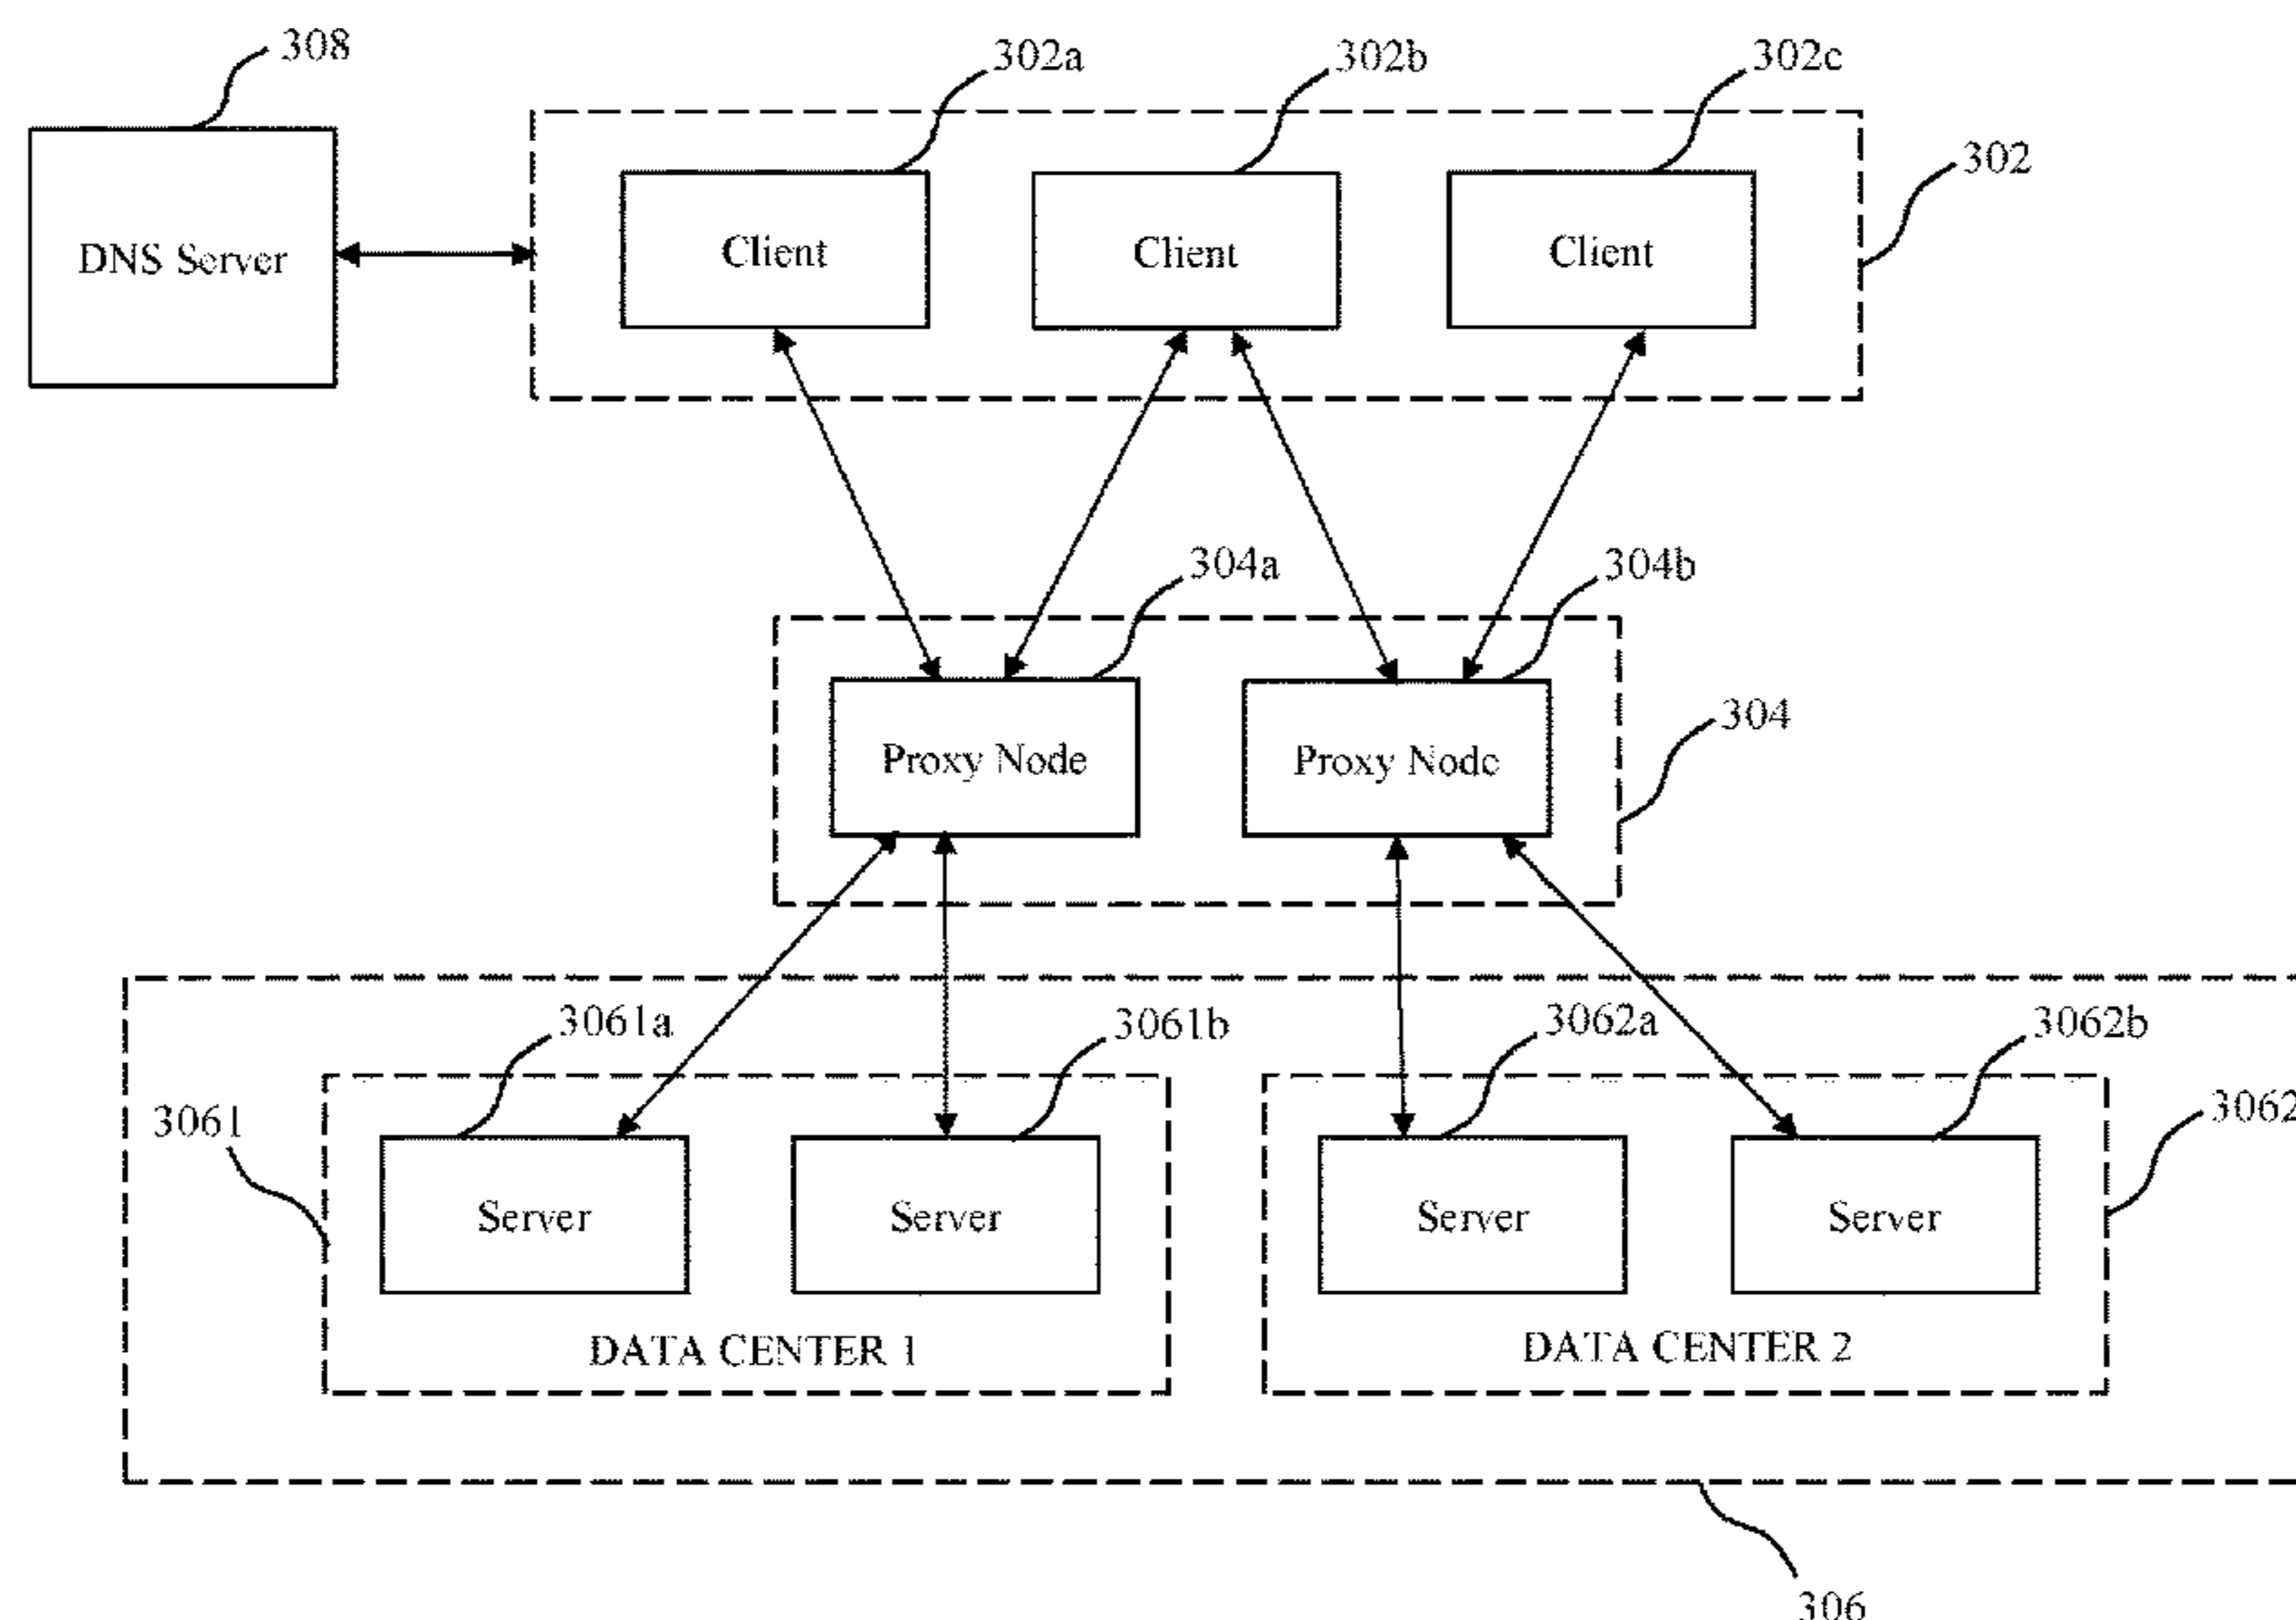 308
302a
302b
302c
302
DNS Server
Client
Client
Client
304a
304b
304
Proxy Node
Proxy Node
3061a
3061b
3062a
3062b
3061
3062
Server
Server
Server
Server
DATA CENTER 1
DATA CENTER 2
306